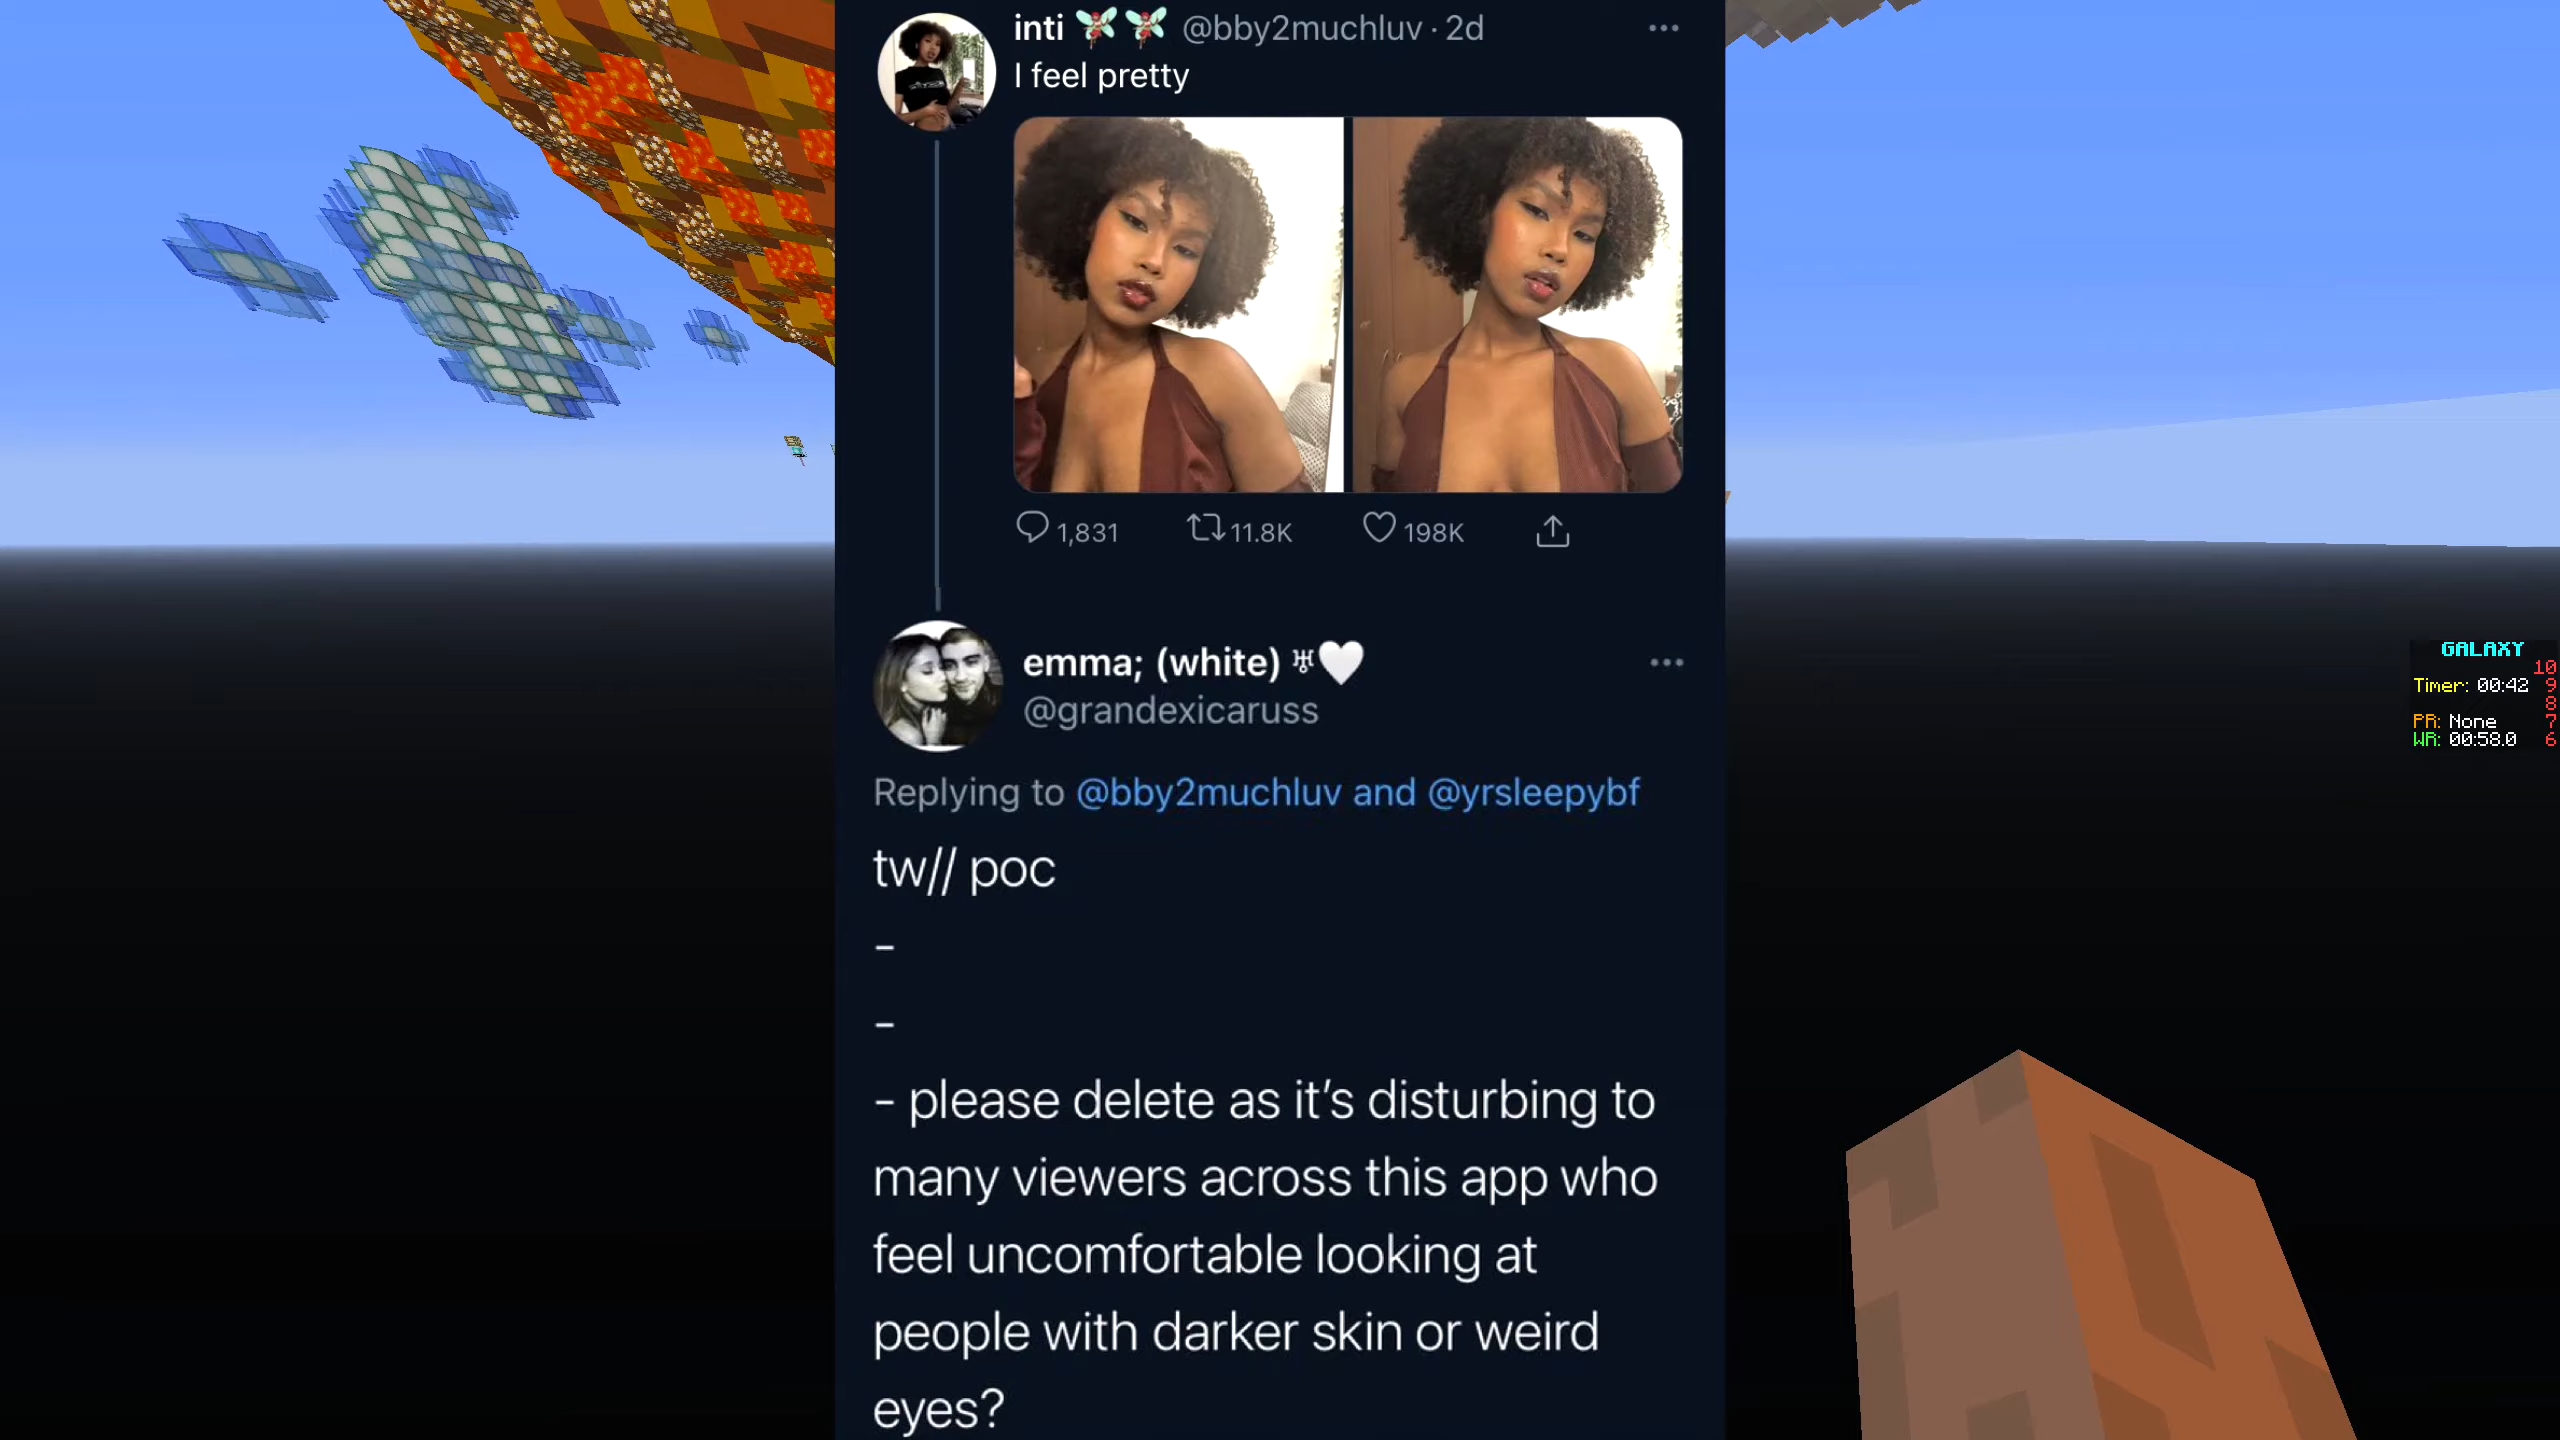 inti 🧚 🧚 @bby2muchluv · 2d
I feel pretty
1,831 11.8K 198K
emma; (white) ♅🤍
@grandexicaruss
Replying to @bby2muchluv and @yrsleepybf
tw// poc
-
-
- please delete as it’s disturbing to
many viewers across this app who
feel uncomfortable looking at
people with darker skin or weird
eyes?
GALAXY
10
Timer: 00:42 9
8
PR: None 7
WR: 00:58.0 6